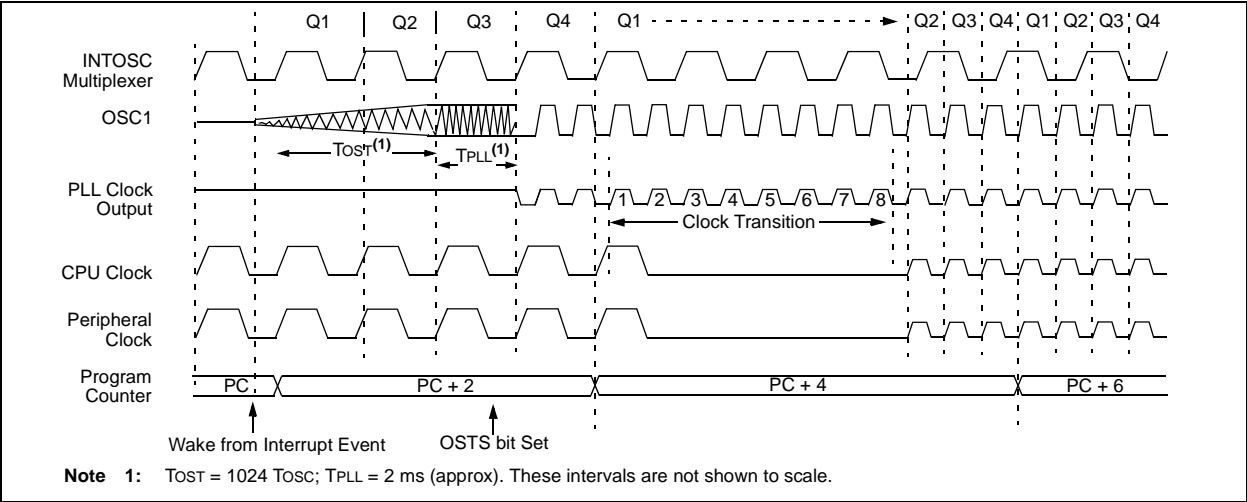 Q1 Q2 Q3 Q4 Q1 Q2 Q3 Q4 Q1 Q2 Q3 Q4
INTOSC
Multiplexer
OSC1
TOST(1)
TPLL(1)
PLL Clock
Output
1 2 3 4 5 6 7 8
Clock Transition
CPU Clock
Peripheral
Clock
Program
Counter
PC PC + 2 PC + 4 PC + 6
Wake from Interrupt Event
OSTS bit Set
Note 1: TOST = 1024 TOSC; TPLL = 2 ms (approx). These intervals are not shown to scale.